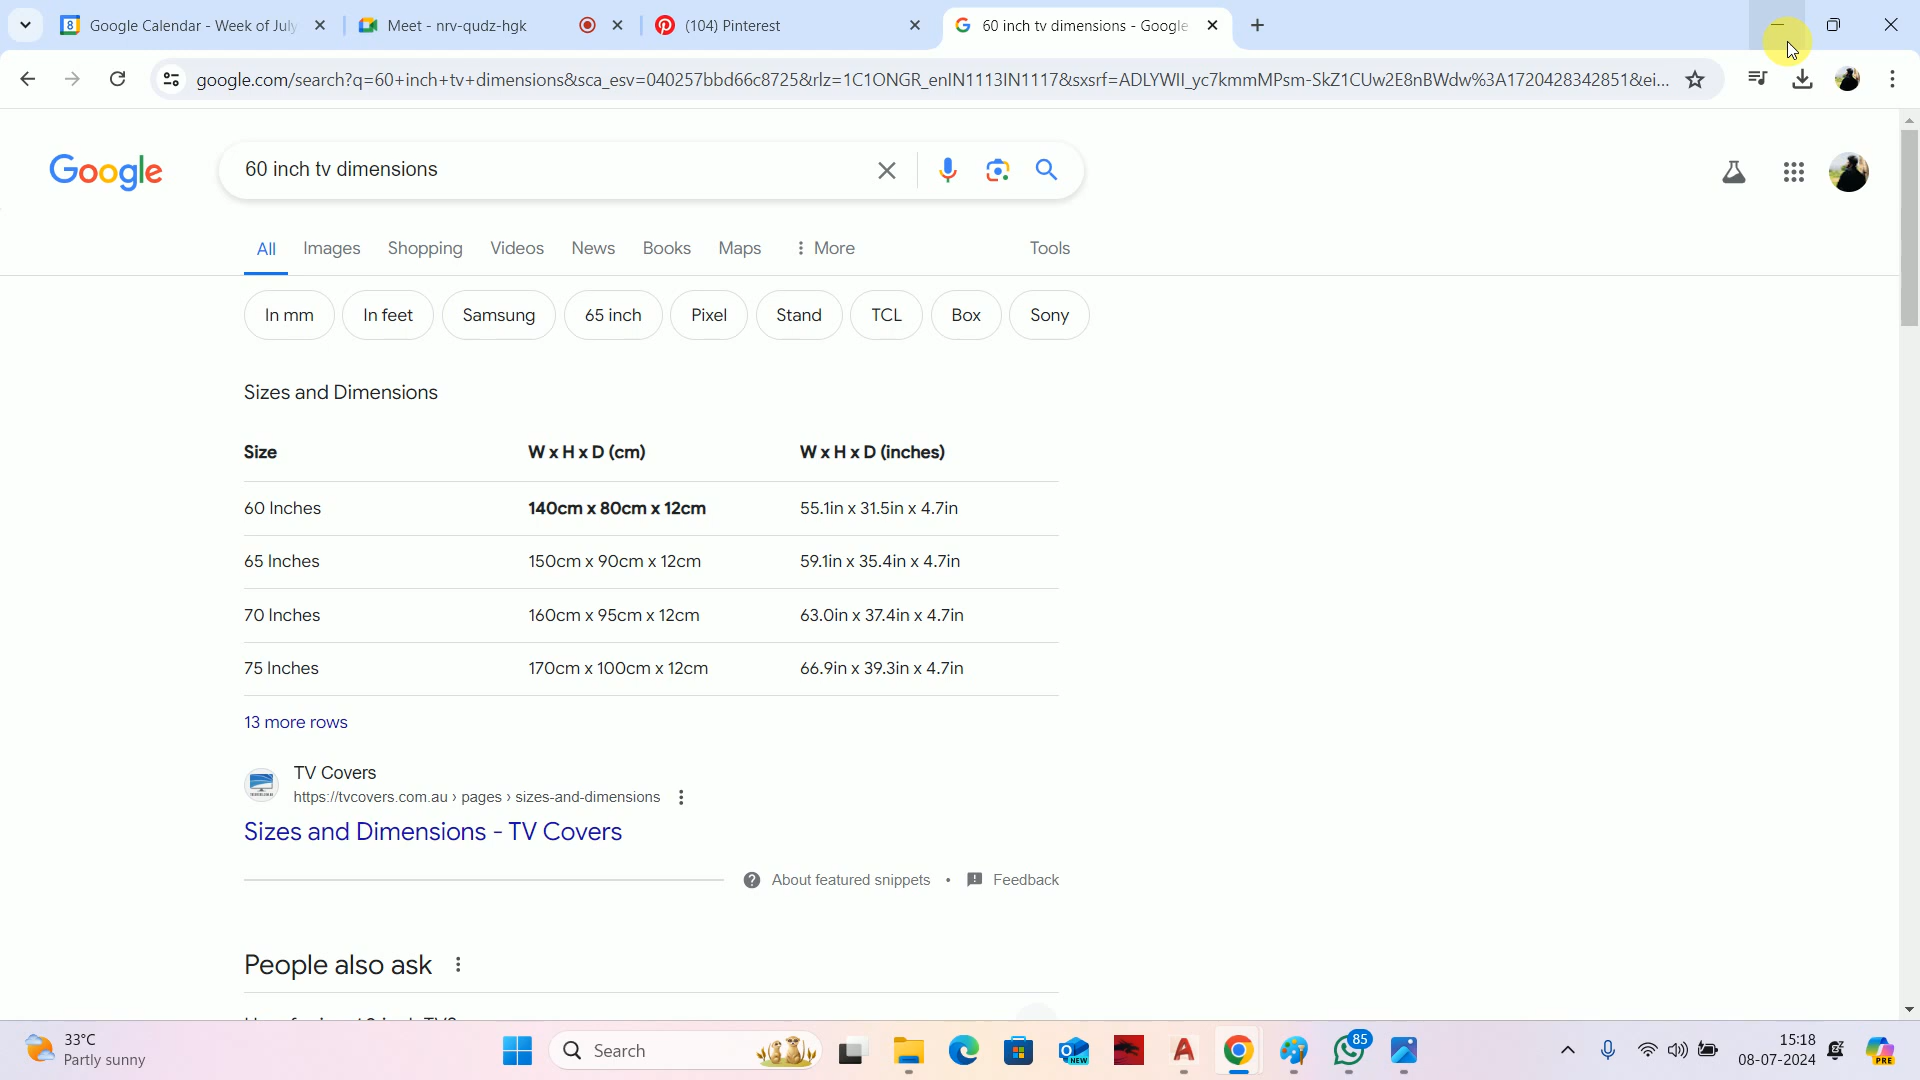 Google Calendar - Week of July
Meet - nrv-qudz-hgk
(104) Pinterest
60 inch tv dimensions - Google
google.com/search?q=60+inch+tv+dimensions&sca_esv=040257bbd66c8725&rlz=1C1ONGR_enIN1113IN1117&sxsrf=ADLYWIl_yc7kmmMPsm-SkZ1CUw2E8nBWdw%3A1720428342851&ei...
Google
60 inch tv dimensions
All Images Shopping Videos News Books Maps More Tools
In mm In feet Samsung 65 inch Pixel Stand TCL Box Sony
Sizes and Dimensions
Size W x H x D (cm) W x H x D (inches)
60 Inches 140cm x 80cm x 12cm 55.1in x 31.5in x 4.7in
65 Inches 150cm x 90cm x 12cm 59.1in x 35.4in x 4.7in
70 Inches 160cm x 95cm x 12cm 63.0in x 37.4in x 4.7in
75 Inches 170cm x 100cm x 12cm 66.9in x 39.3in x 4.7in
13 more rows
TV Covers
https://tvcovers.com.au › pages › sizes-and-dimensions
Sizes and Dimensions - TV Covers
About featured snippets • Feedback
People also ask
33°C
Partly sunny
Search
NEW
85
15:18
08-07-2024
PRE